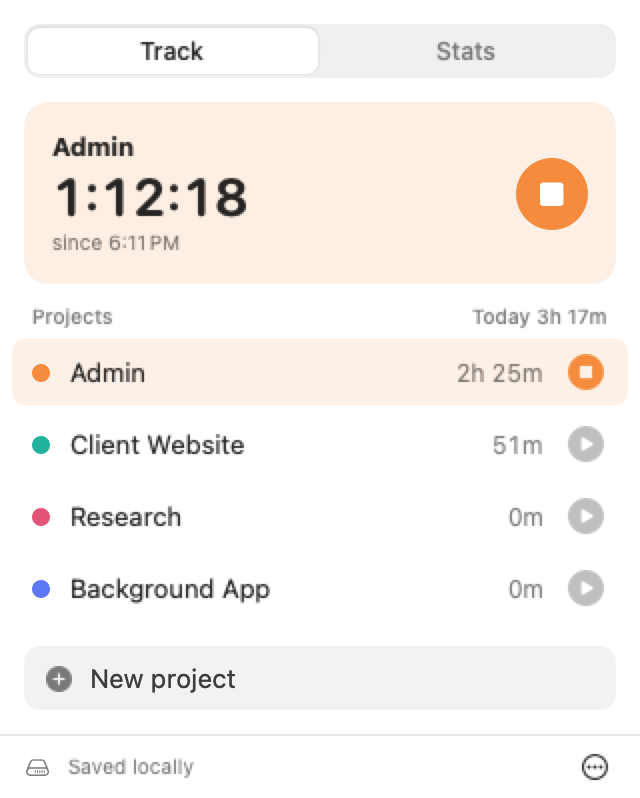 Track
Stats
Admin
1:12:18
since 6:11 PM
Projects
Today 3h 17m
Admin
2h 25m
Client Website
51m
Research
0m
Background App
0m
New project
Saved locally